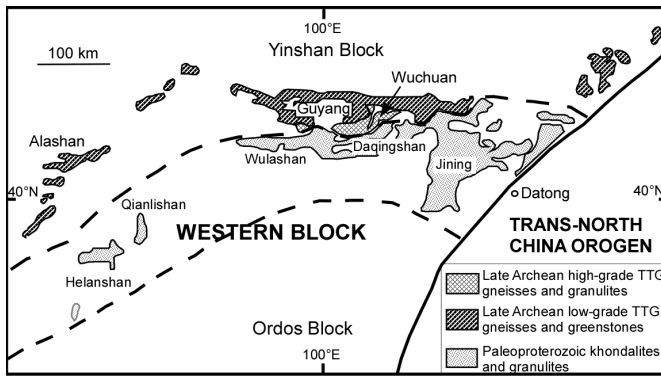 100°E
100 km
Yinshan Block
Wuchuan
Guyang
Alashan
Wulashan
Daqingshan
Jining
40°N
40°N
Qianlishan
Datong
WESTERN BLOCK
TRANS-NORTH
CHINA OROGEN
Helanshan
Late Archean high-grade TTG
gneisses and granulites
Late Archean low-grade TTG
gneisses and greenstones
Ordos Block
Paleoproterozoic khondalites
and granulites
100°E